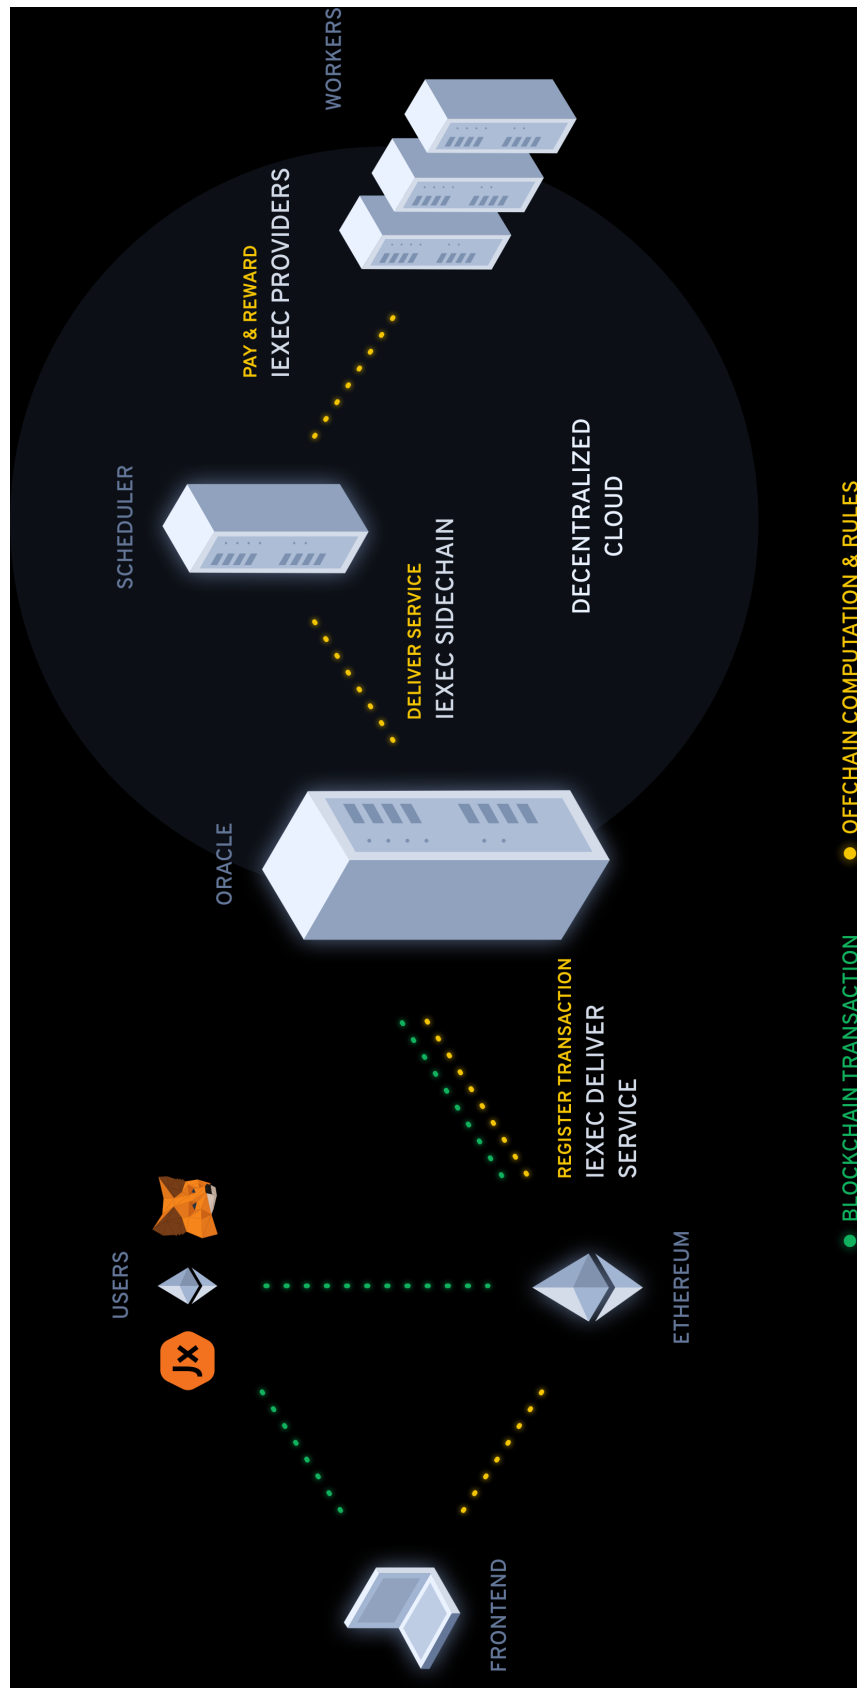 USERS
Jx
FRONTEND
ETHEREUM
REGISTER TRANSACTION
IEXEC DELIVER
SERVICE
ORACLE
DELIVER SERVICE
IEXEC SIDECHAIN
SCHEDULER
PAY & REWARD
IEXEC PROVIDERS
WORKERS
DECENTRALIZED
CLOUD
BLOCKCHAIN TRANSACTION
OFFCHAIN COMPUTATION & RULES